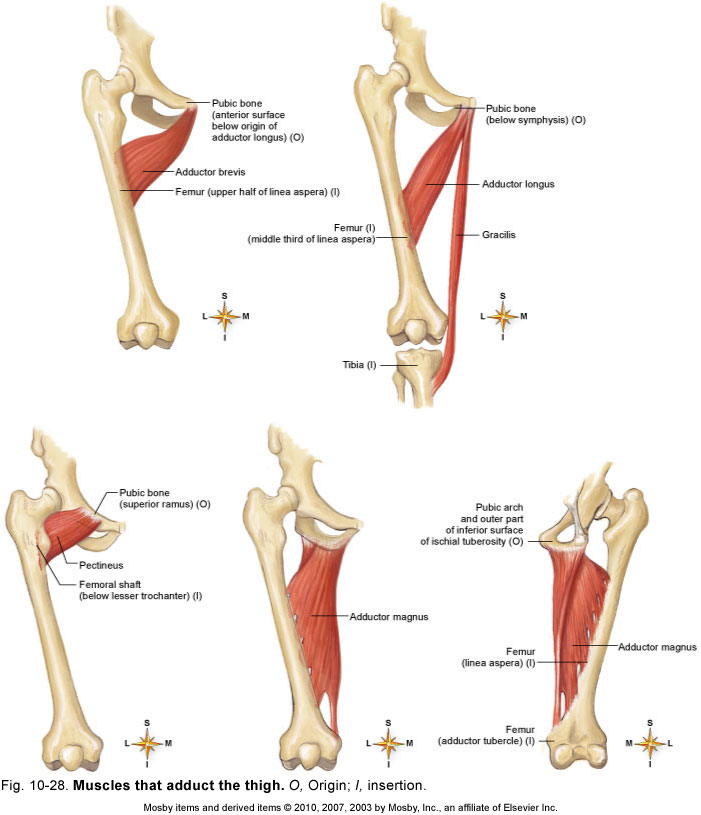 Pubic bone
(anterior surface
below origin of
adductor longus) (O)
Adductor brevis
Femur (upper half of linea aspera) (I)
S
L M
I
Pubic bone
(below symphysis) (O)
Adductor longus
Femur (I)
(middle third of linea aspera)
Gracilis
S
L M
I
Tibia (I)
Pubic bone
(superior ramus) (O)
Pectineus
Femoral shaft
(below lesser trochanter) (I)
S
L M
I
Adductor magnus
S
L M
I
Pubic arch
and outer part
of inferior surface
of ischial tuberosity (O)
Adductor magnus
Femur
(linea aspera) (I)
Femur
(adductor tubercle) (I)
S
M L
I
Fig. 10-28. Muscles that adduct the thigh. O, Origin; I, insertion.
Mosby items and derived items © 2010, 2007, 2003 by Mosby, Inc., an affiliate of Elsevier Inc.